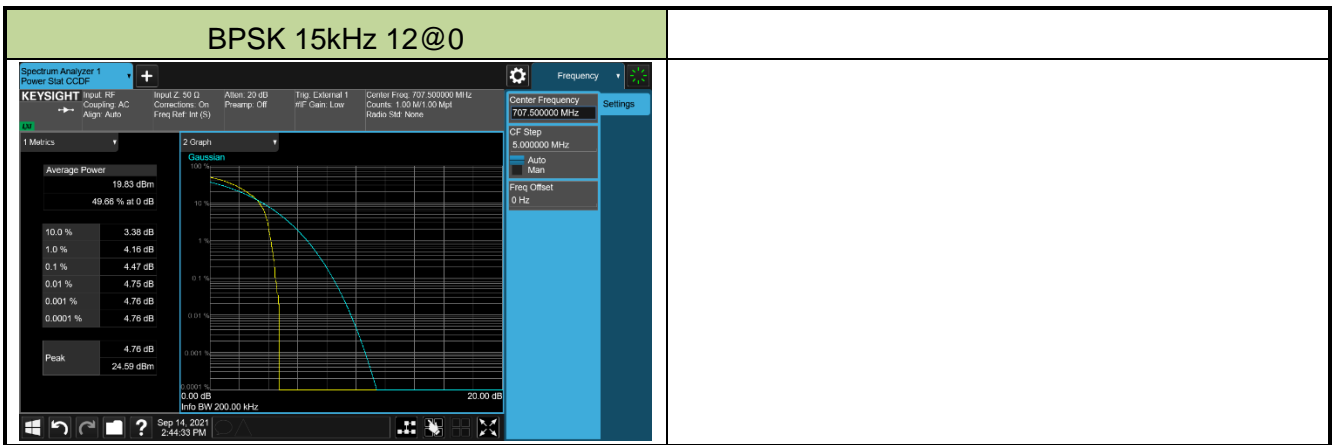 BPSK 15kHz 12@0
Spectrum Analyzer 1
Power Stat CCDF
+
Frequency
KEYSIGHT
Input: RF
Coupling: AC
Align: Auto
Input Z: 50 Ω
Corrections: On
Freq Ref: Int (S)
Atten: 20 dB
Preamp: Off
Trig: External 1
#IF Gain: Low
Center Freq: 707.500000 MHz
Counts: 1.00 M/1.00 Mpt
Radio Std: None
Center Frequency
707.500000 MHz
Settings
CF Step
5.000000 MHz
Auto
Man
Freq Offset
0 Hz
1 Metrics
2 Graph
Average Power
19.83 dBm
49.66 % at 0 dB
10.0 % 3.38 dB
1.0 % 4.16 dB
0.1 % 4.47 dB
0.01 % 4.75 dB
0.001 % 4.76 dB
0.0001 % 4.76 dB
Peak
4.76 dB
24.59 dBm
Gaussian
100 %
10 %
1 %
0.1 %
0.01 %
0.001 %
0.0001 %
0.00 dB
20.00 dB
Info BW 200.00 kHz
?
Sep 14, 2021
2:44:33 PM